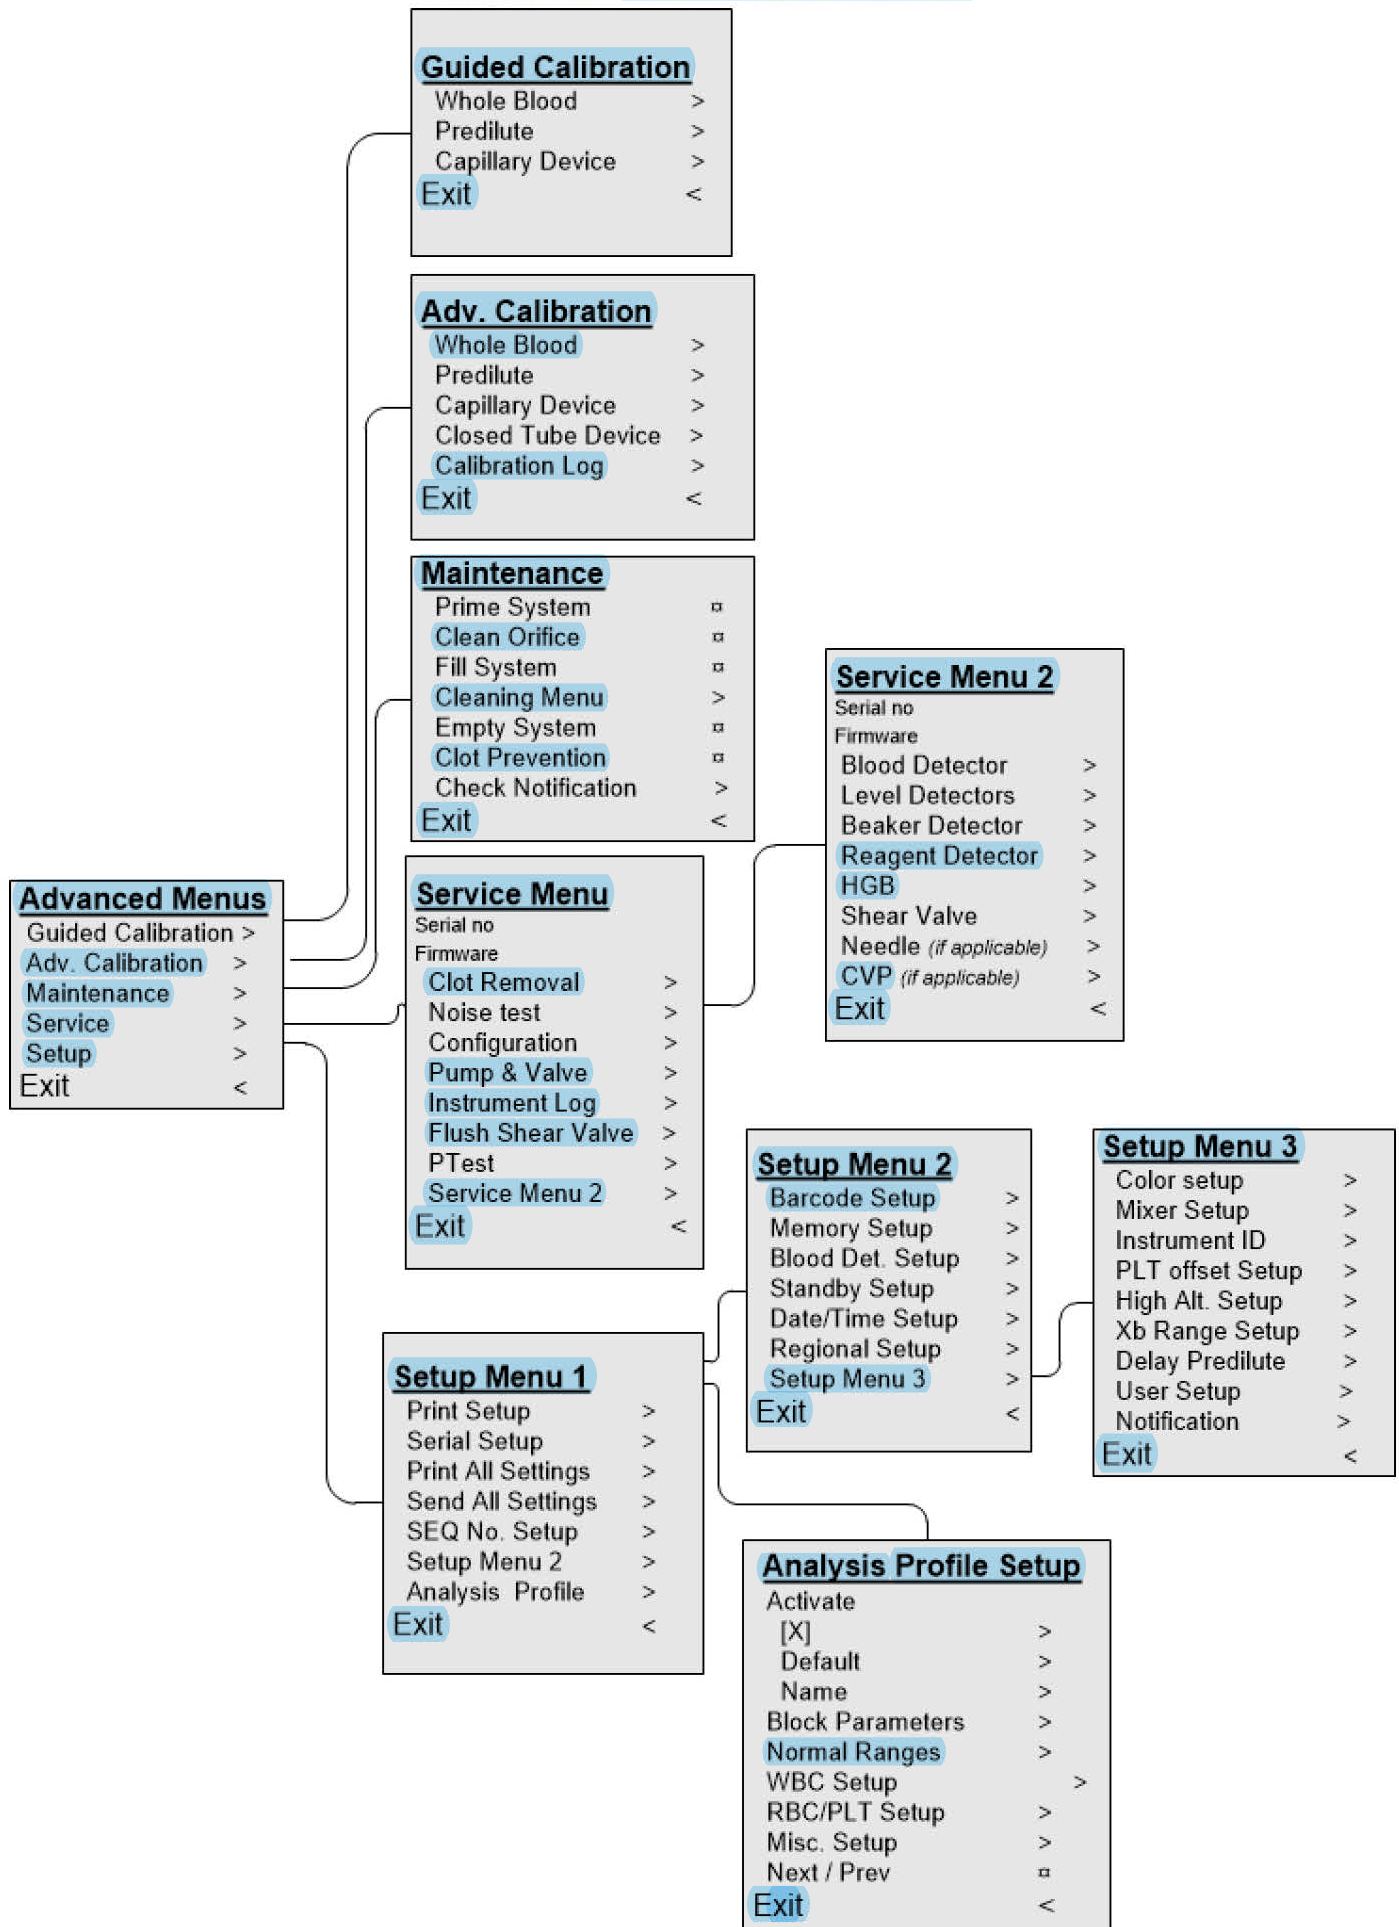 Guided Calibration
Whole Blood >
Predilute >
Capillary Device >
Exit <
Adv. Calibration
Whole Blood >
Predilute >
Capillary Device >
Closed Tube Device >
Calibration Log >
Exit <
Maintenance
Prime System ¤
Clean Orifice ¤
Fill System ¤
Cleaning Menu >
Empty System ¤
Clot Prevention ¤
Check Notification >
Exit <
Service Menu 2
Serial no
Firmware
Blood Detector >
Level Detectors >
Beaker Detector >
Reagent Detector >
HGB >
Shear Valve >
Needle (if applicable) >
CVP (if applicable) >
Exit <
Advanced Menus
Guided Calibration >
Adv. Calibration >
Maintenance >
Service >
Setup >
Exit <
Service Menu
Serial no
Firmware
Clot Removal >
Noise test >
Configuration >
Pump & Valve >
Instrument Log >
Flush Shear Valve >
PTest >
Service Menu 2 >
Exit <
Setup Menu 2
Barcode Setup >
Memory Setup >
Blood Det. Setup >
Standby Setup >
Date/Time Setup >
Regional Setup >
Setup Menu 3 >
Exit <
Setup Menu 3
Color setup >
Mixer Setup >
Instrument ID >
PLT offset Setup >
High Alt. Setup >
Xb Range Setup >
Delay Predilute >
User Setup >
Notification >
Exit <
Setup Menu 1
Print Setup >
Serial Setup >
Print All Settings >
Send All Settings >
SEQ No. Setup >
Setup Menu 2 >
Analysis Profile >
Exit <
Analysis Profile Setup
Activate
[X] >
Default >
Name >
Block Parameters >
Normal Ranges >
WBC Setup >
RBC/PLT Setup >
Misc. Setup >
Next / Prev ¤
Exit <